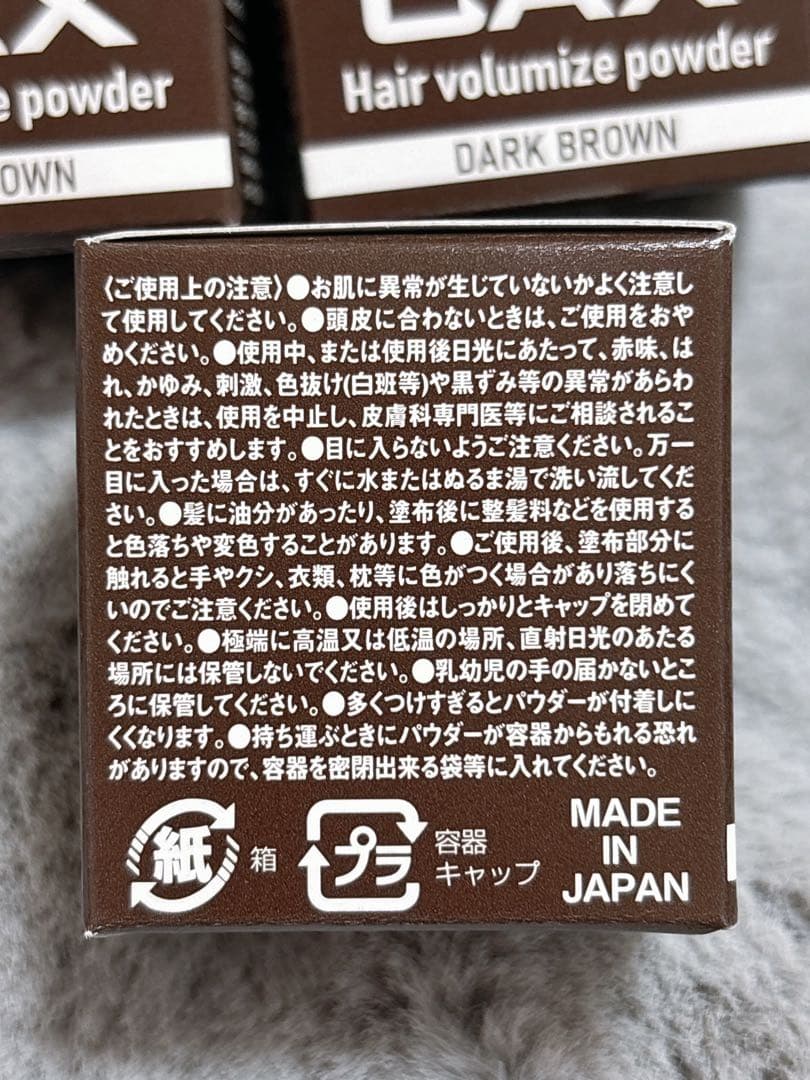 e powder
OWN
Hair volumize powder
DARK BROWN
〈ご使用上の注意〉●お肌に異常が生じていないかよく注意し
て使用してください。●頭皮に合わないときは、ご使用をおや
めください。●使用中、または使用後日光にあたって、赤味、は
れ、かゆみ、刺激、色抜け(白班等)や黒ずみ等の異常があらわ
れたときは、使用を中止し、皮膚科専門医等にご相談されるこ
とをおすすめします。●目に入らないようご注意ください。万一
目に入った場合は、すぐに水またはぬるま湯で洗い流してくだ
さい。●髪に油分があったり、塗布後に整髪料などを使用する
と色落ちや変色することがあります。●ご使用後、塗布部分に
触れると手やクシ、衣類、枕等に色がつく場合があり落ちにく
いのでご注意ください。●使用後はしっかりとキャップを閉めて
ください。●極端に高温又は低温の場所、直射日光のあたる
場所には保管しないでください。●乳幼児の手の届かないとこ
ろに保管してください。●多くつけすぎるとパウダーが付着しに
くくなります。●持ち運ぶときにパウダーが容器からもれる恐れ
がありますので、容器を密閉出来る袋等に入れてください。
紙 箱
プラ 容器
キャップ
MADE
IN
JAPAN